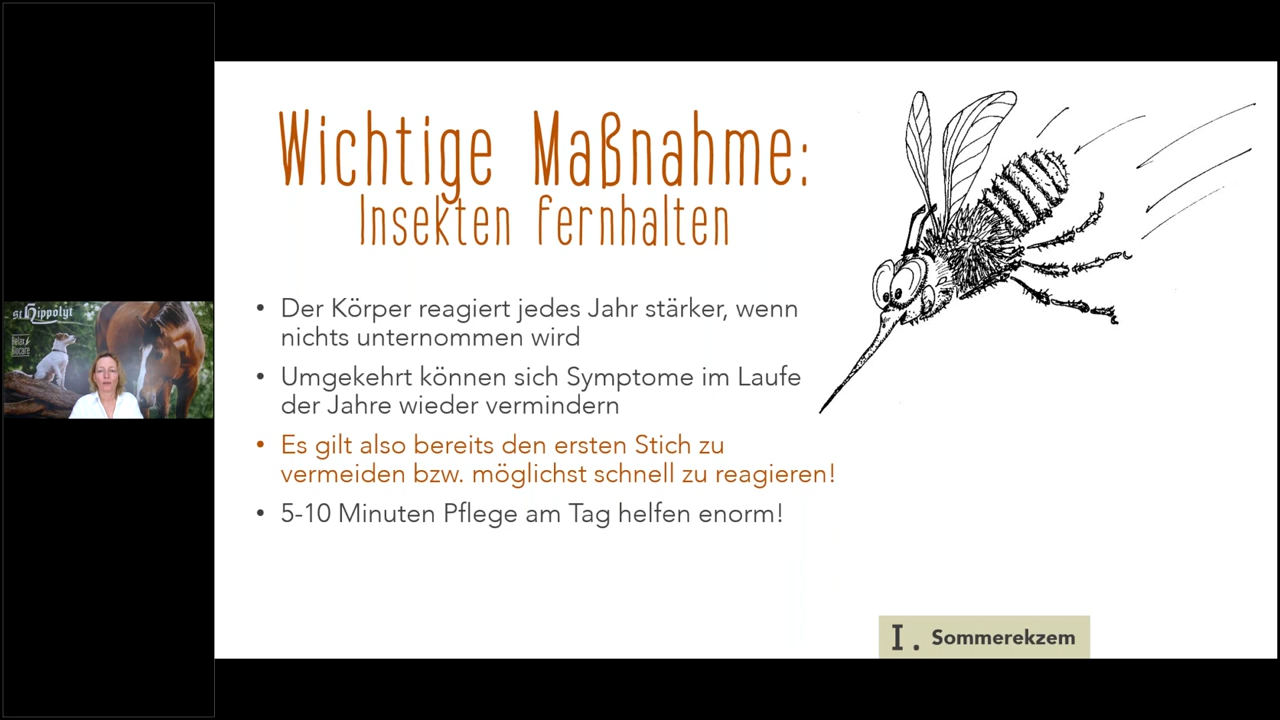 Wichtige Maßnahme:
Insekten fernhalten
• Der Körper reagiert jedes Jahr stärker, wenn
nichts unternommen wird
• Umgekehrt können sich Symptome im Laufe
der Jahre wieder vermindern
• Es gilt also bereits den ersten Stich zu
vermeiden bzw. möglichst schnell zu reagieren!
• 5-10 Minuten Pflege am Tag helfen enorm!
I. Sommerekzem
St. Hippolyt
Relax
Biocare